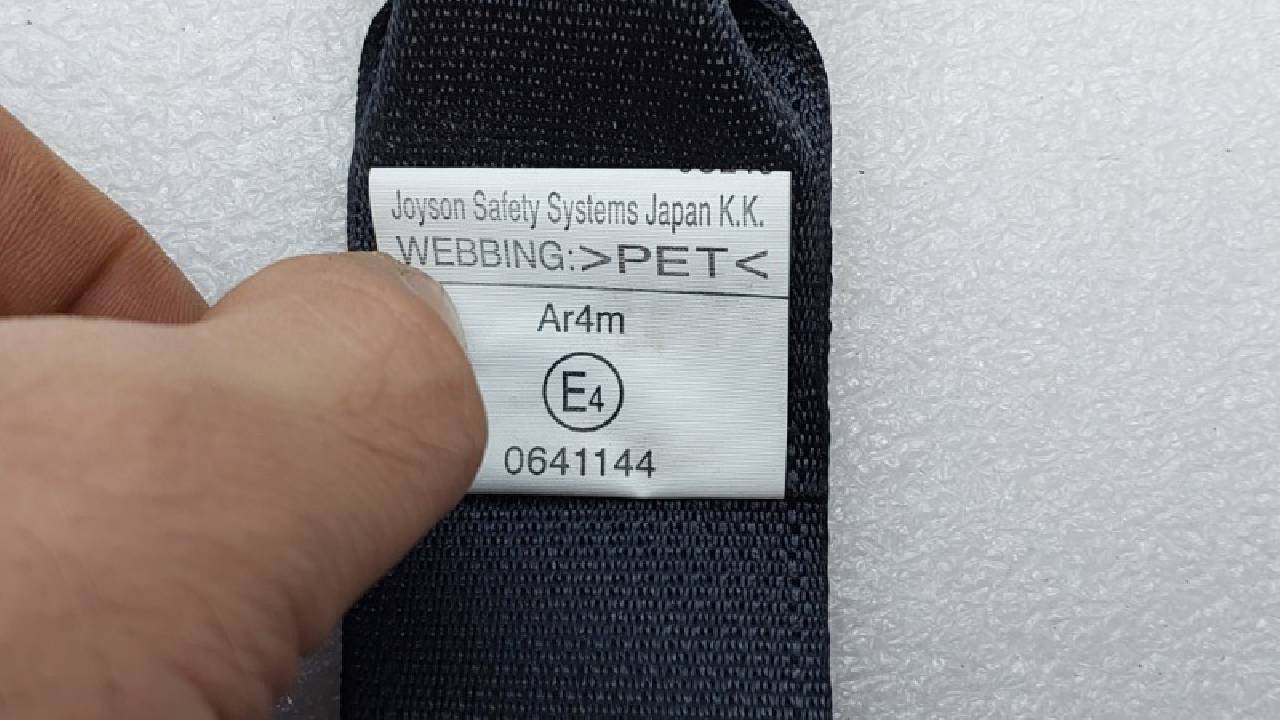 Joyson Safety Systems Japan K.K.
WEBBING:>PET<
Ar4m
E4
0641144